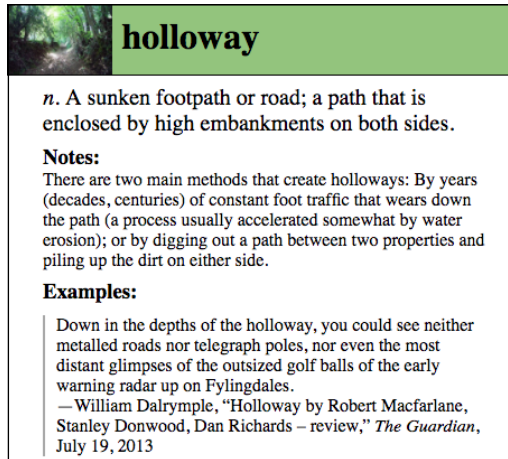 holloway
n. A sunken footpath or road; a path that is
enclosed by high embankments on both sides.
Notes:
There are two main methods that create holloways: By years
(decades, centuries) of constant foot traffic that wears down
the path (a process usually accelerated somewhat by water
erosion); or by digging out a path between two properties and
piling up the dirt on either side.
Examples:
Down in the depths of the holloway, you could see neither
metalled roads nor telegraph poles, nor even the most
distant glimpses of the outsized golf balls of the early
warning radar up on Fylingdales.
—William Dalrymple, “Holloway by Robert Macfarlane,
Stanley Donwood, Dan Richards – review,” The Guardian,
July 19, 2013